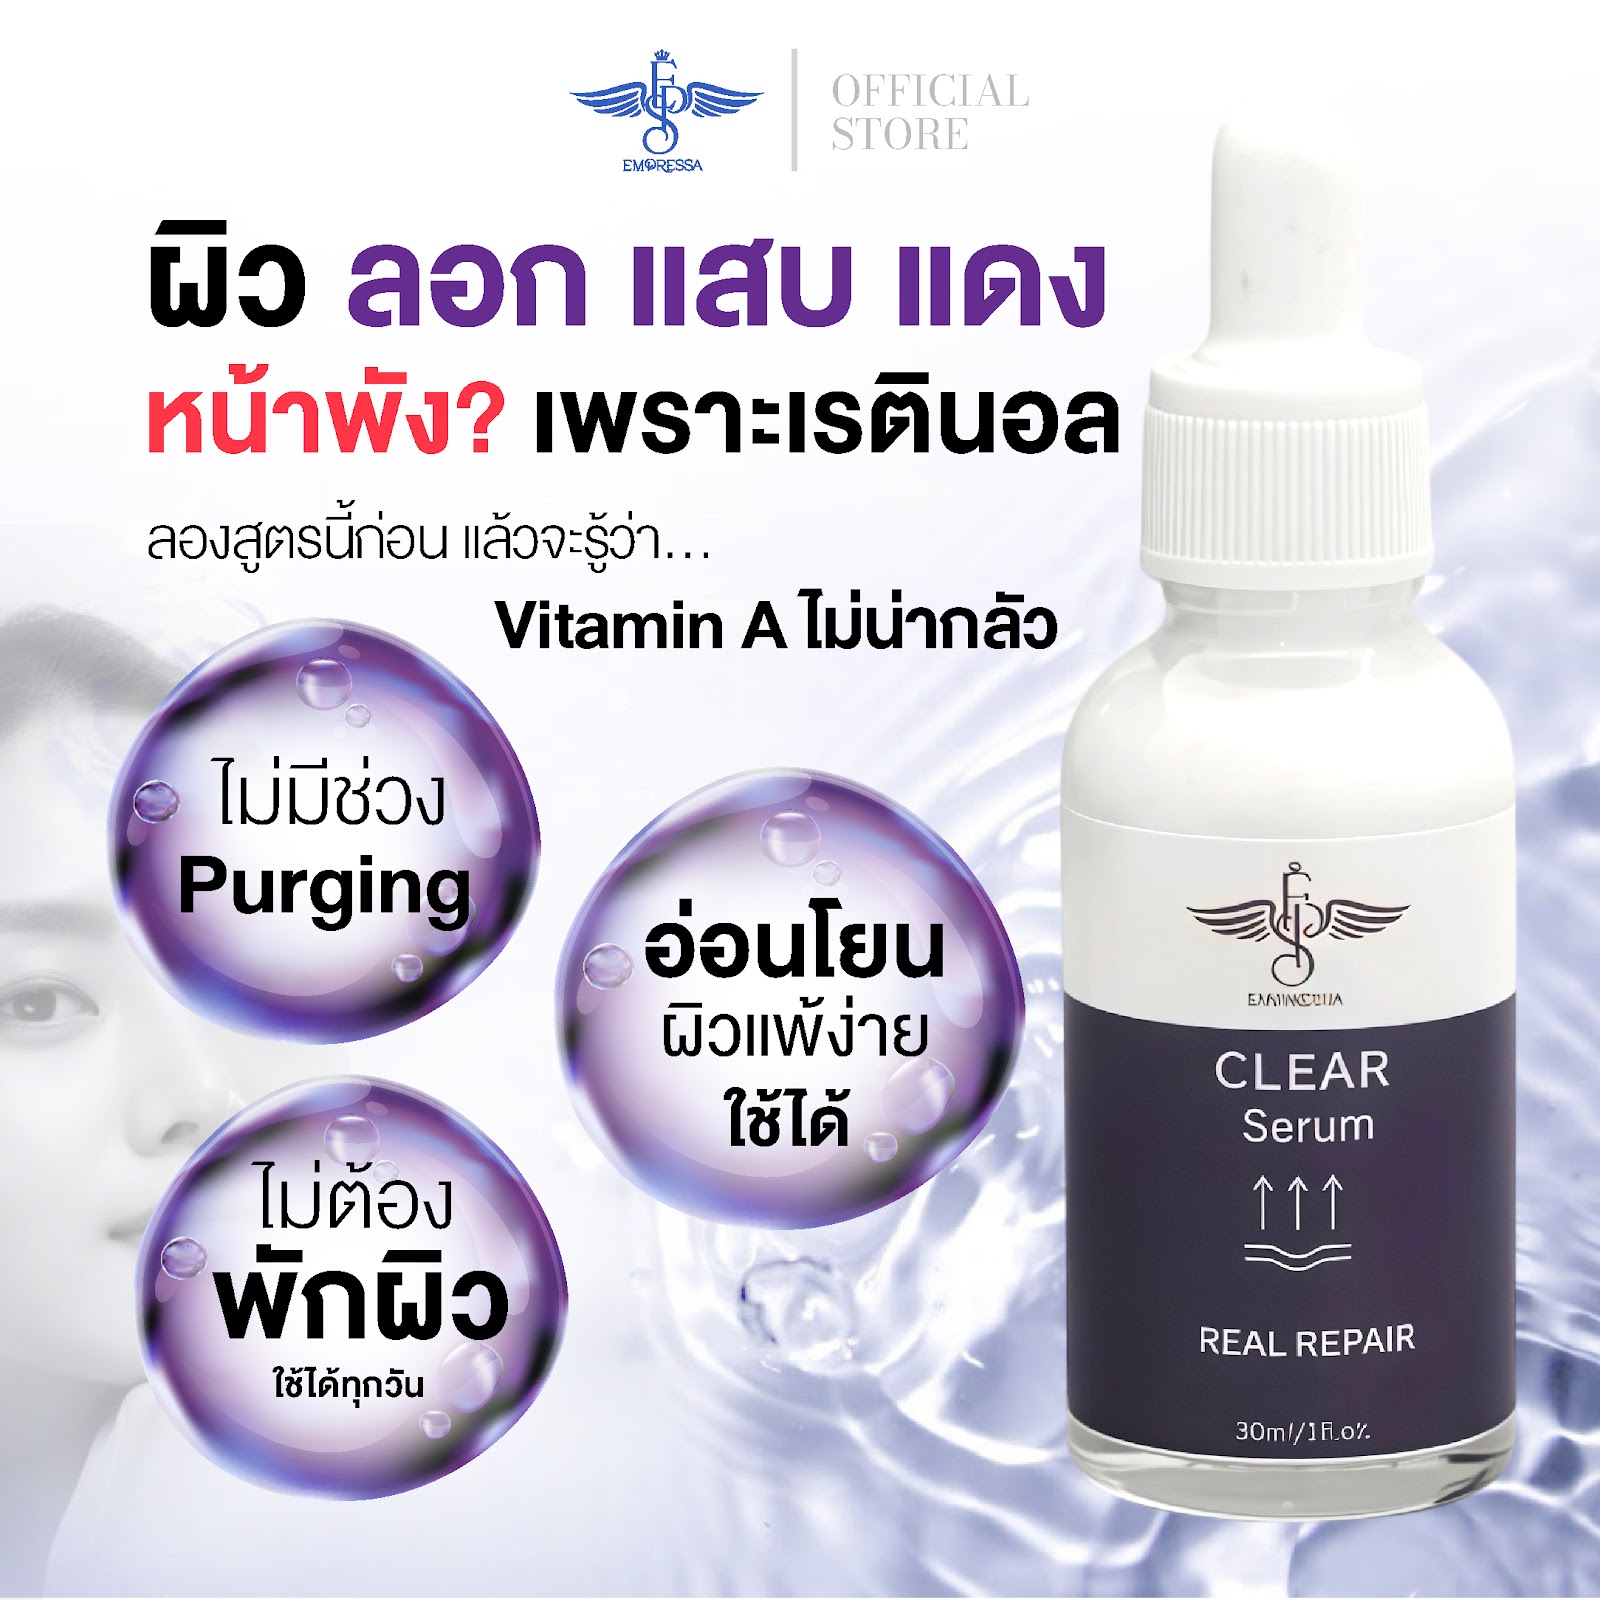 EMPRESSA
OFFICIAL
STORE
ผิว ลอก แสบ แดง
หน้าพัง? เพราะเรตินอล
ลองสูตรนี้ก่อน แล้วจะรู้ว่า...
Vitamin A ไม่น่ากลัว
ไม่มีช่วง
Purging
อ่อนโยน
ผิวแพ้ง่าย
ใช้ได้
ไม่ต้อง
พักผิว
ใช้ได้ทุกวัน
CLEAR
Serum
REAL REPAIR
30ml/1fl.oz.